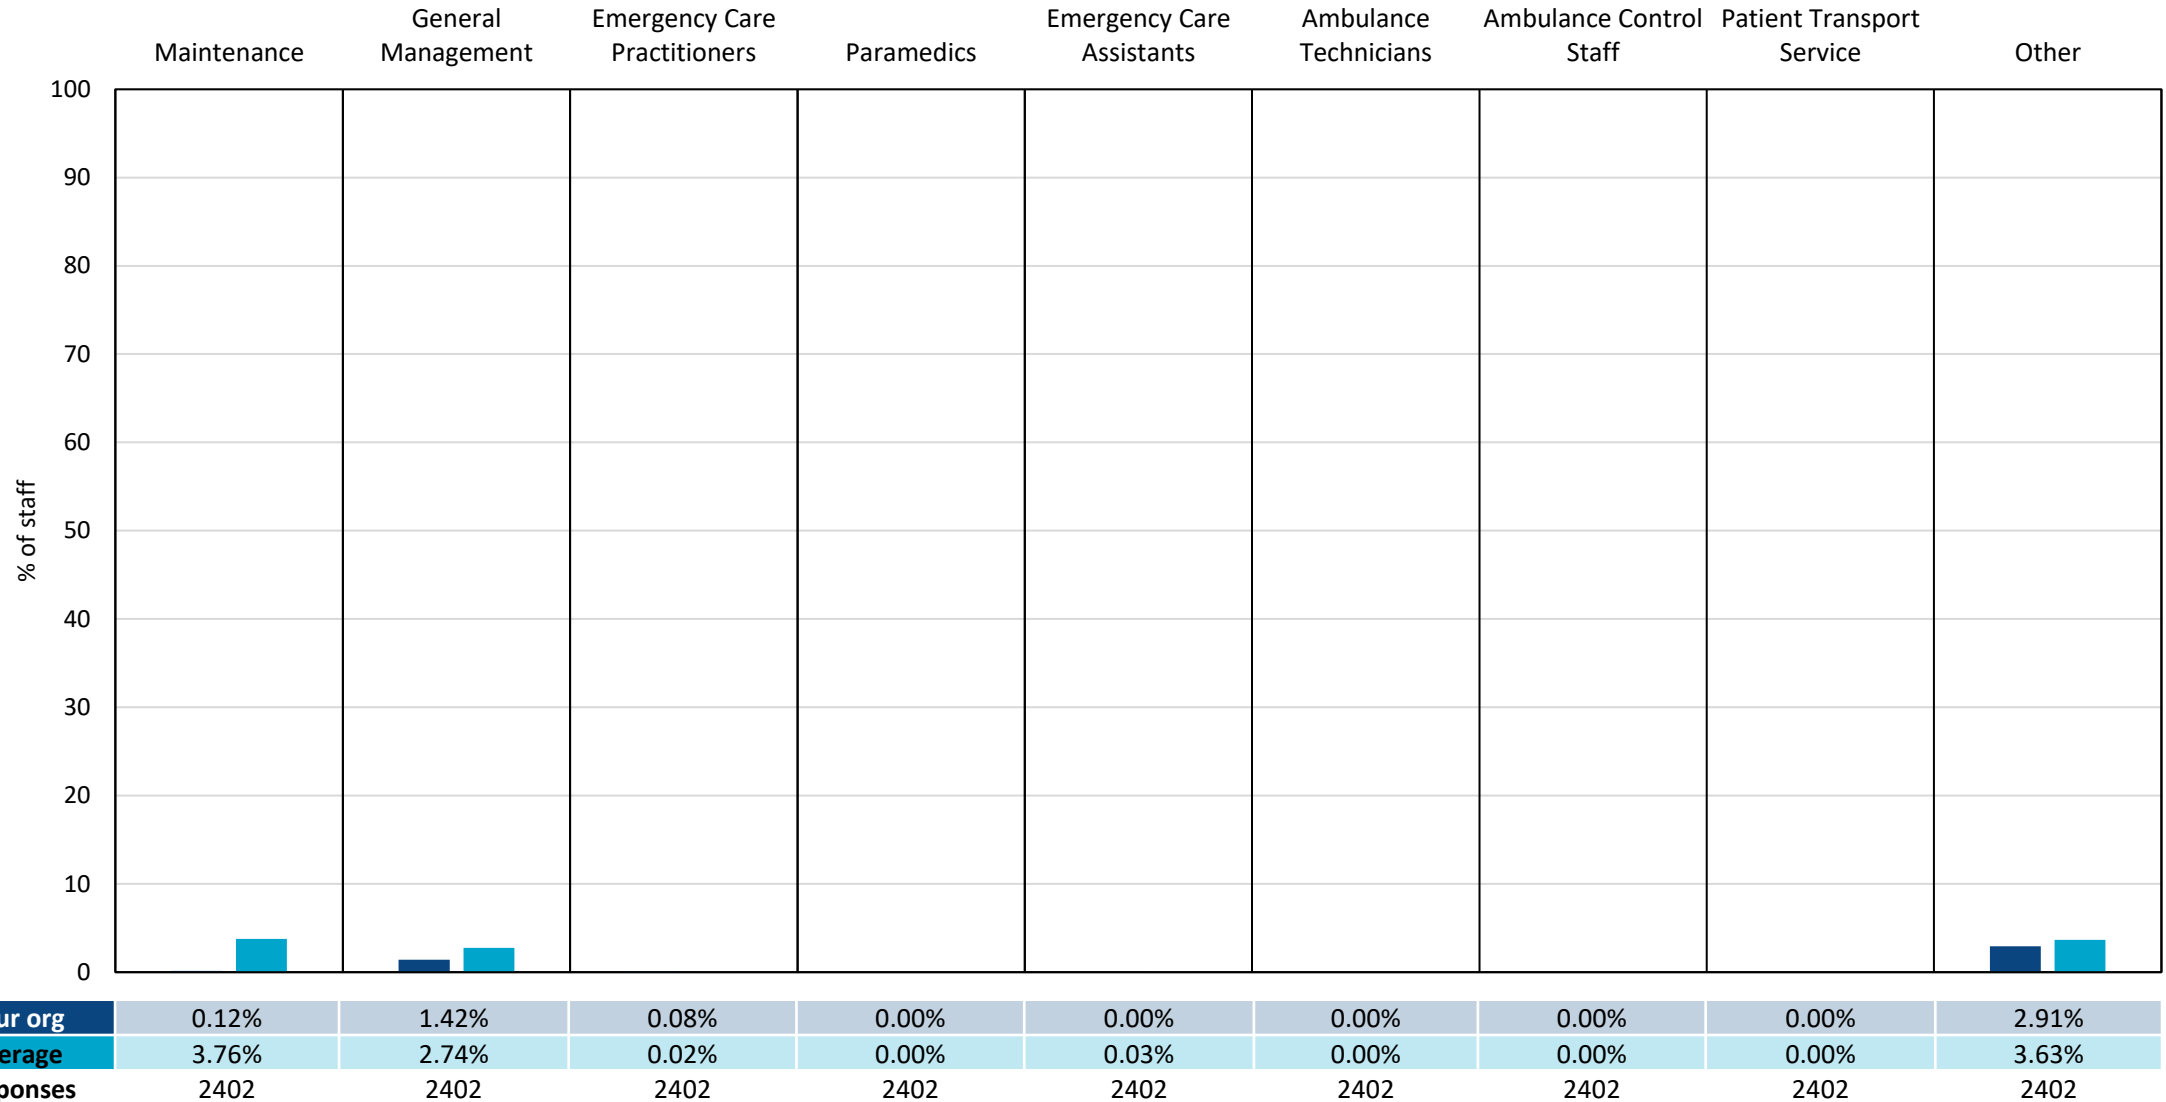 Maintenance
General
Management
Emergency Care
Practitioners
Paramedics
Emergency Care
Assistants
Ambulance
Technicians
Ambulance Control
Staff
Patient Transport
Service
Other
100
90
80
70
60
50
40
30
20
10
0
% of staff
ur org 0.12% 1.42% 0.08% 0.00% 0.00% 0.00% 0.00% 0.00% 2.91%
erage 3.76% 2.74% 0.02% 0.00% 0.03% 0.00% 0.00% 0.00% 3.63%
ponses 2402 2402 2402 2402 2402 2402 2402 2402 2402